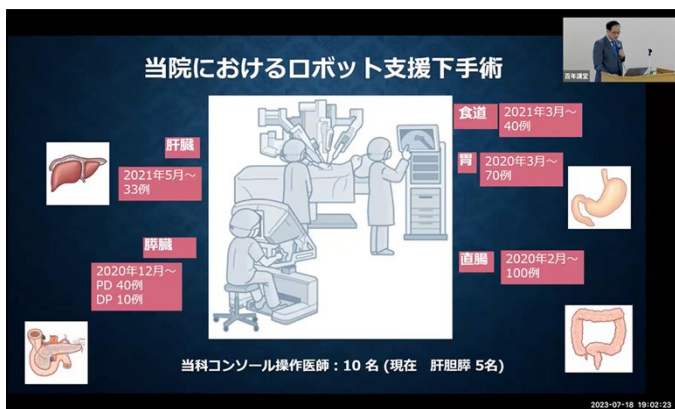 当院におけるロボット支援下手術
百年講堂
食道
2021年3月～
40例
肝臓
2021年5月～
33例
胃
2020年3月～
70例
膵臓
2020年12月～
PD 40例
DP 10例
直腸
2020年2月～
100例
当科コンソール操作医師：10 名 (現在　肝胆膵 5名)
2023-07-18 19:02:23